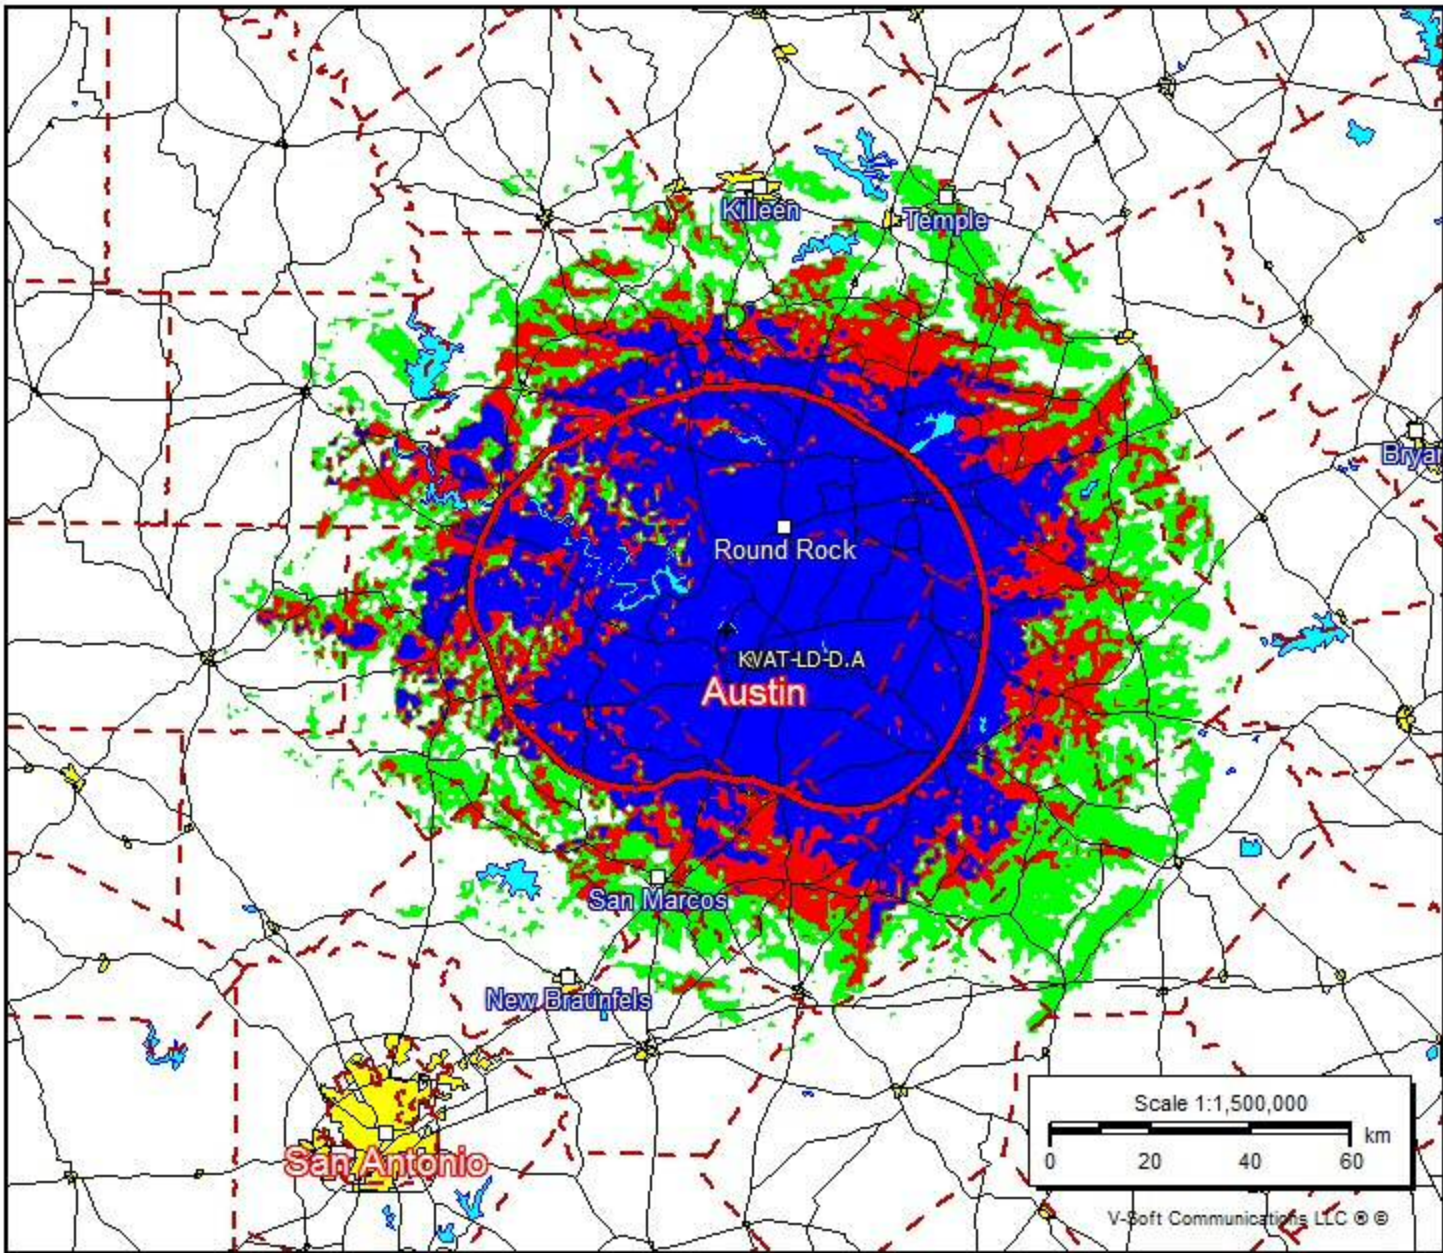 Killeen
Temple
Bryan
Round Rock
KVAT-LD-D.A
Austin
San Marcos
New Braunfels
San Antonio
Scale 1:1,500,000
km
0 20 40 60
V-Soft Communications LLC ® ©